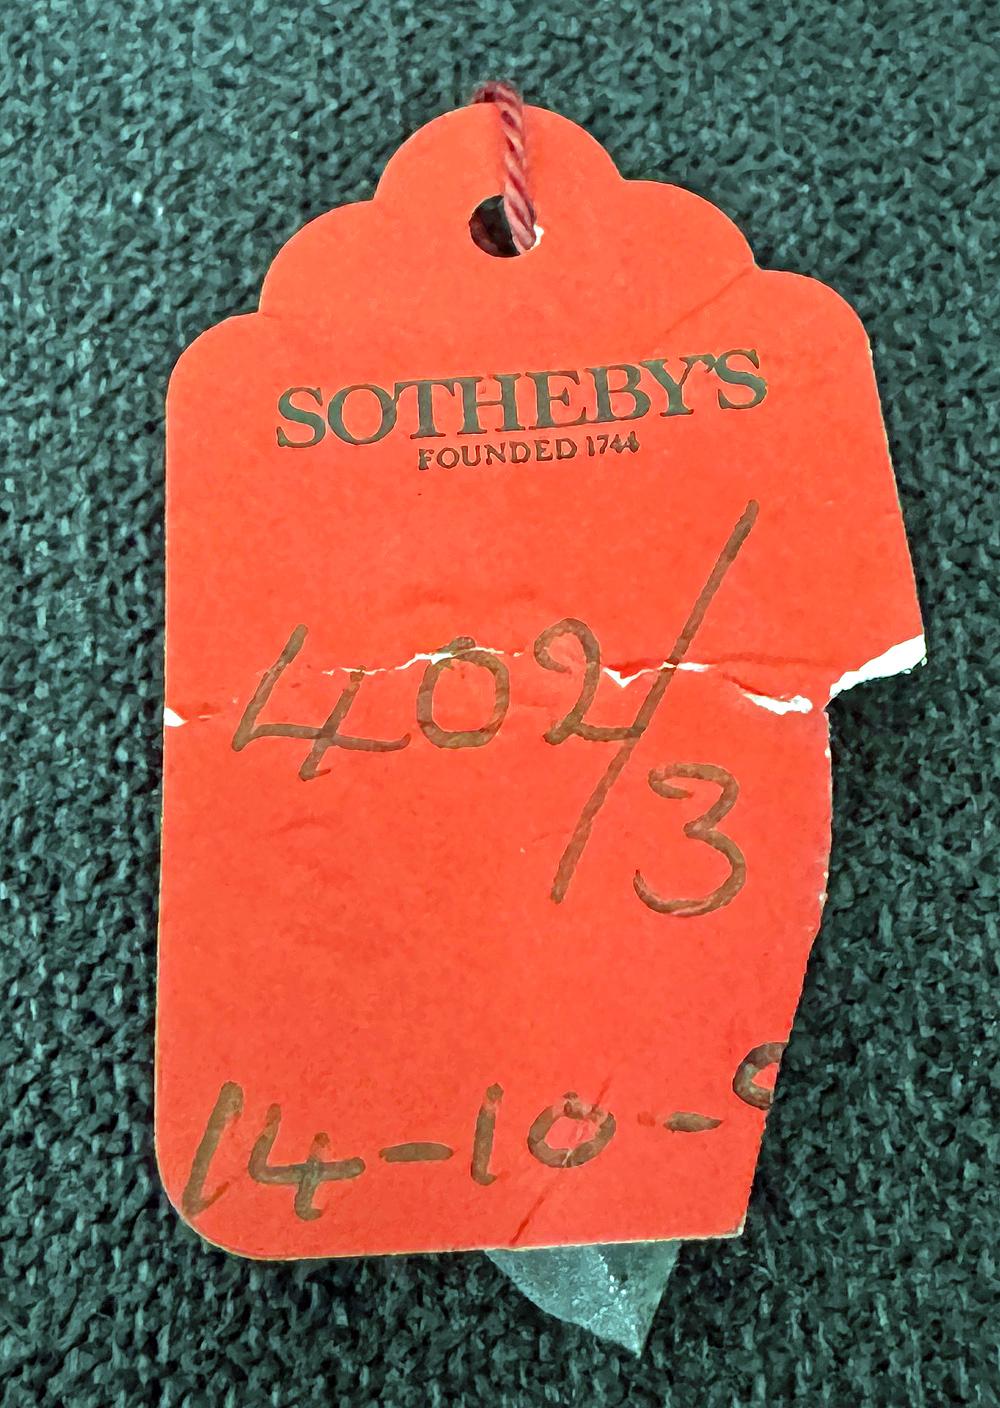 SOTHEBY'S
FOUNDED 1744
402/3
14-10-